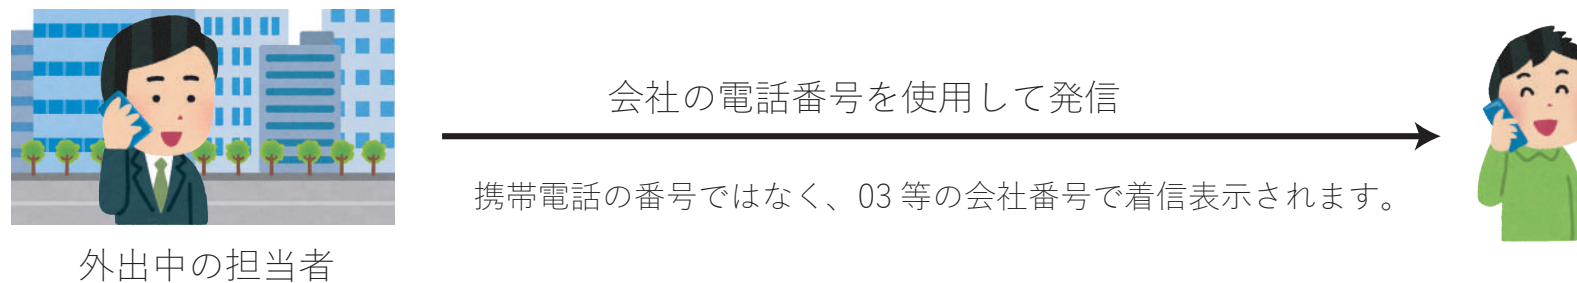 会社の電話番号を使用して発信
携帯電話の番号ではなく、03 等の会社番号で着信表示されます。
外出中の担当者